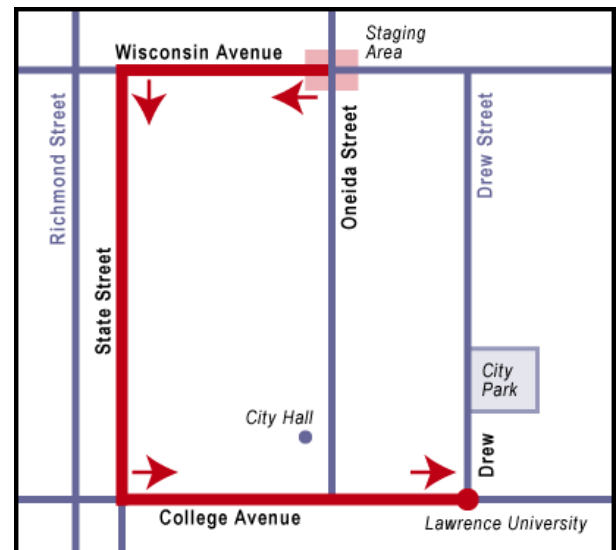 Staging
Area
Wisconsin Avenue
Richmond Street
State Street
Oneida Street
Drew Street
City
Park
City Hall
Drew
College Avenue
Lawrence University